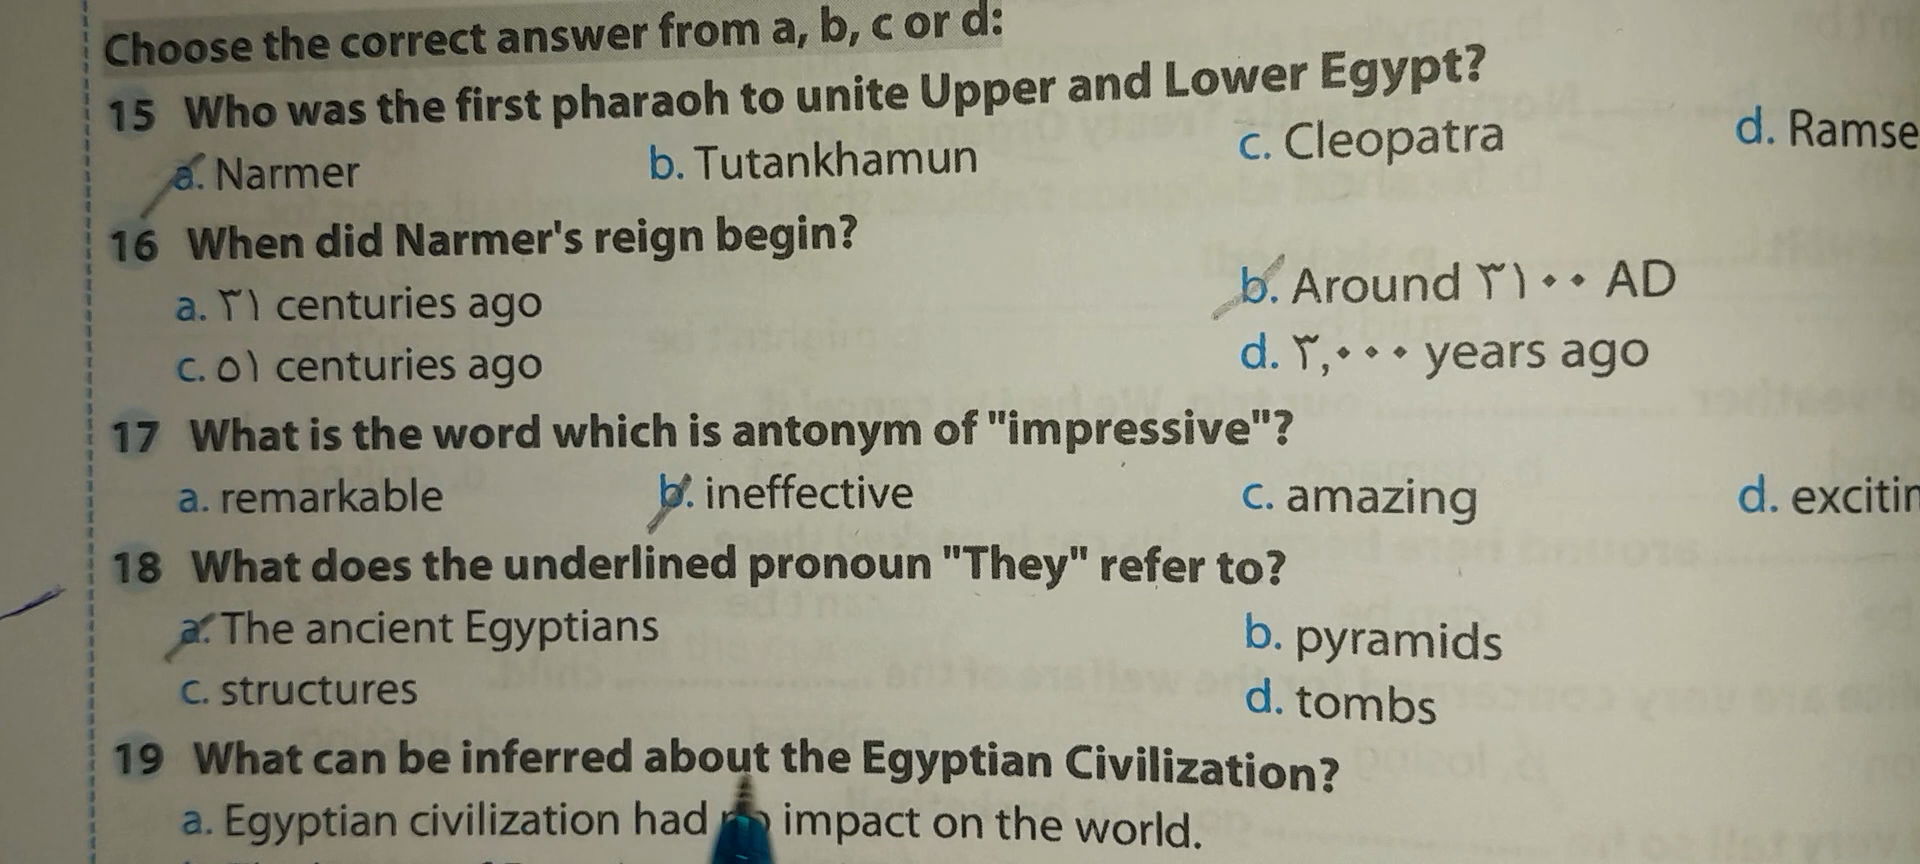 Choose the correct answer from a, b, c or d:
15 Who was the first pharaoh to unite Upper and Lower Egypt?
a. Narmer b. Tutankhamun c. Cleopatra d. Ramse
16 When did Narmer's reign begin?
a. ٣١ centuries ago b. Around ٣١٠٠ AD
c. ٥١ centuries ago d. ٣,٠٠٠ years ago
17 What is the word which is antonym of "impressive"?
a. remarkable b. ineffective c. amazing d. excitin
18 What does the underlined pronoun "They" refer to?
a. The ancient Egyptians b. pyramids
c. structures d. tombs
19 What can be inferred about the Egyptian Civilization?
a. Egyptian civilization had impact on the world.